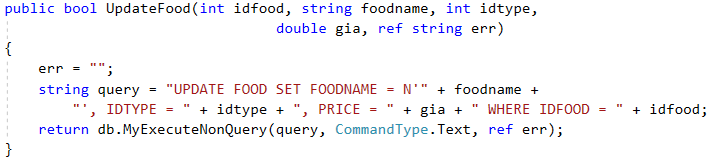 public bool UpdateFood(int idfood, string foodname, int idtype,
double gia, ref string err)
{
err = "";
string query = "UPDATE FOOD SET FOODNAME = N'" + foodname +
"', IDTYPE = " + idtype + ", PRICE = " + gia + " WHERE IDFOOD = " + idfood;
return db.MyExecuteNonQuery(query, CommandType.Text, ref err);
}